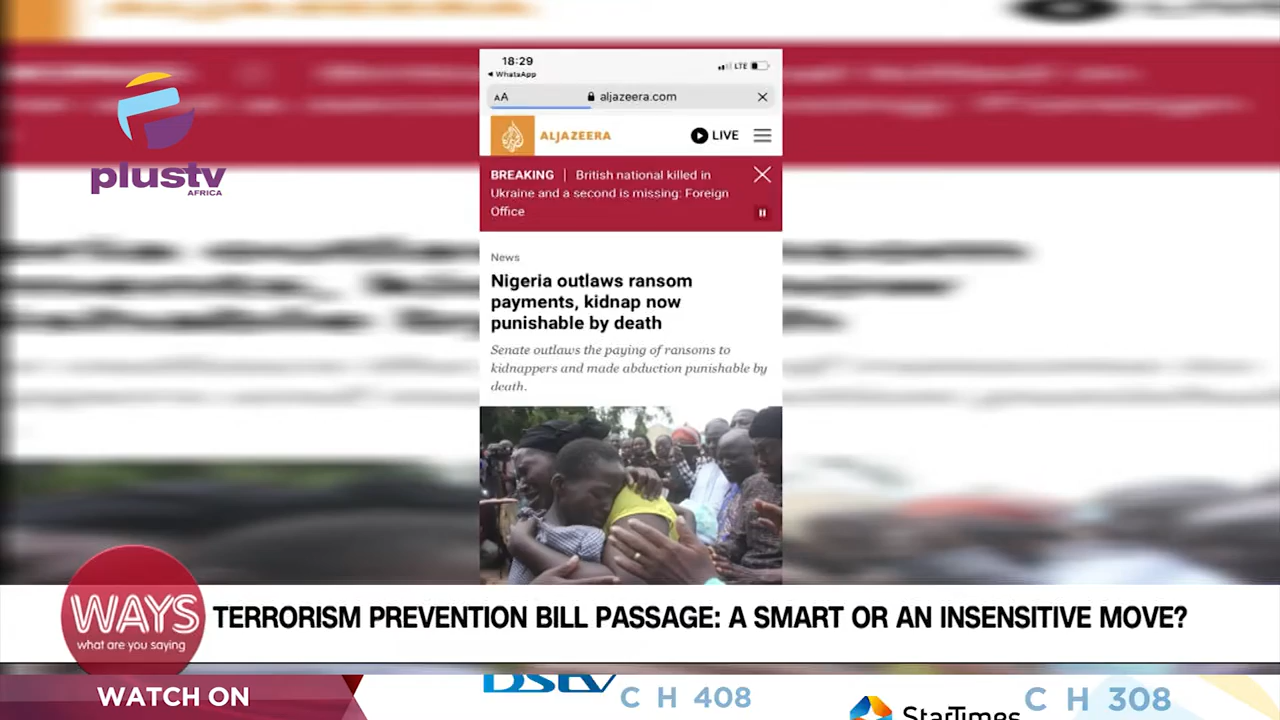 18:29
LTE
WhatsApp
AA
aljazeera.com
ALJAZEERA
LIVE
plustv
AFRICA
BREAKING | British national killed in
Ukraine and a second is missing: Foreign
Office
News
Nigeria outlaws ransom
payments, kidnap now
punishable by death
Senate outlaws the paying of ransoms to
kidnappers and made abduction punishable by
death.
WAYS
what are you saying
TERRORISM PREVENTION BILL PASSAGE: A SMART OR AN INSENSITIVE MOVE?
WATCH ON
DStv
CH 408
StarTimes
CH 308